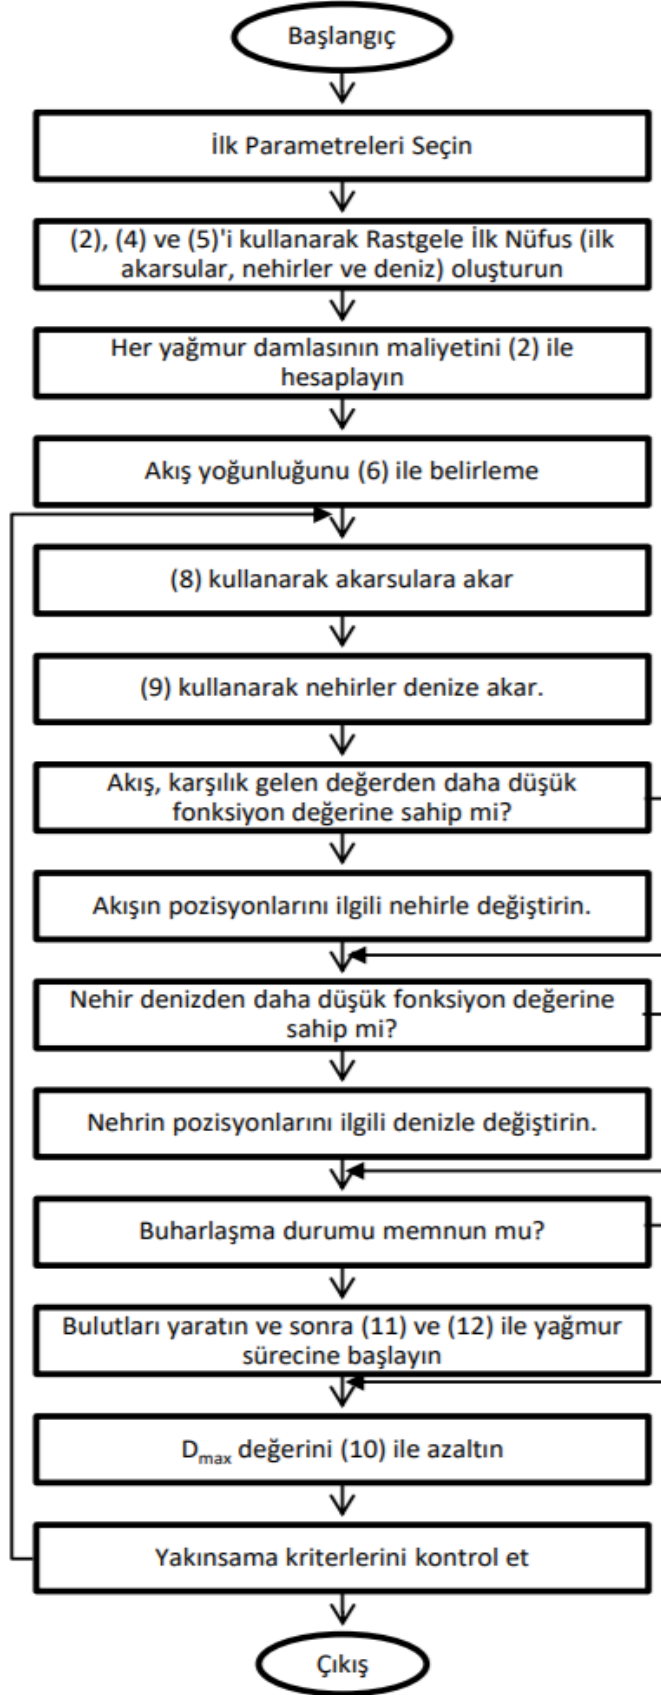 Başlangıç
İlk Parametreleri Seçin
(2), (4) ve (5)'i kullanarak Rastgele İlk Nüfus (ilk
akarsular, nehirler ve deniz) oluşturun
Her yağmur damlasının maliyetini (2) ile
hesaplayın
Akış yoğunluğunu (6) ile belirleme
(8) kullanarak akarsulara akar
(9) kullanarak nehirler denize akar.
Akış, karşılık gelen değerden daha düşük
fonksiyon değerine sahip mi?
Akışın pozisyonlarını ilgili nehirle değiştirin.
Nehir denizden daha düşük fonksiyon değerine
sahip mi?
Nehrin pozisyonlarını ilgili denizle değiştirin.
Buharlaşma durumu memnun mu?
Bulutları yaratın ve sonra (11) ve (12) ile yağmur
sürecine başlayın
Dmax değerini (10) ile azaltın
Yakınsama kriterlerini kontrol et
Çıkış